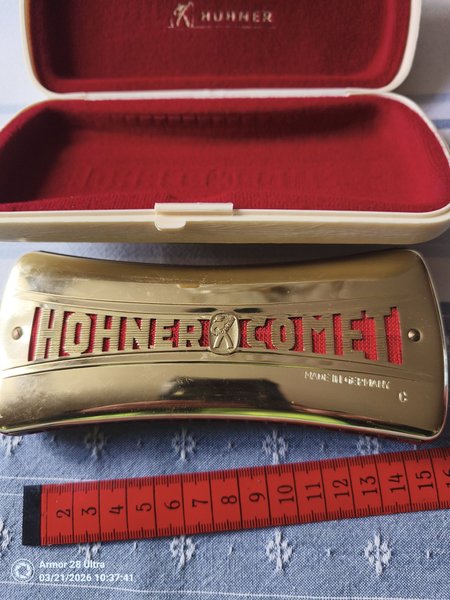 HOHNER
HOHNER COMET
MADE IN GERMANY
C
2 3 4 5 6 7 8 9 10 11 12 13 14 15 16
Armor 28 Ultra
03/21/2026 10:37:41